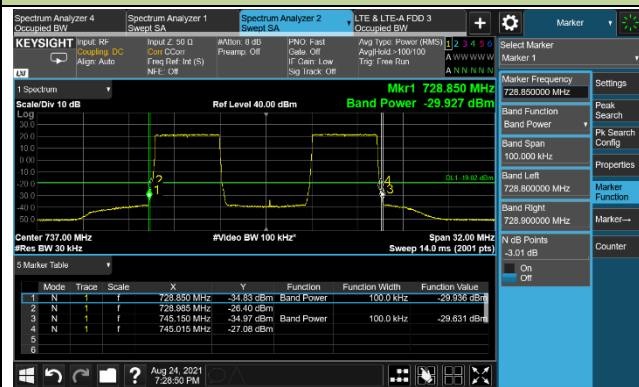 Spectrum Analyzer 4 Spectrum Analyzer 1 Spectrum Analyzer 2 LTE & LTE-A FDD 3 Marker
Occupied BW Swept SA Swept SA Occupied BW
KEYSIGHT Input: RF Input Z: 50 Ω #Atten: 8 dB PNO: Fast Avg Type: Power (RMS) 1 2 3 4 5 6 Select Marker
Coupling: DC Corr CCorr Preamp: Off Gate: Off Avg|Hold >100/100 A W W W W W Marker 1
Align: Auto Freq Ref: Int (S) IF Gain: Low Trig: Free Run
LXI NFE: Off Sig Track: Off A N N N N N
1 Spectrum Mkr1 728.850 MHz Marker Frequency Settings
728.850000 MHz
Scale/Div 10 dB Ref Level 40.00 dBm Band Power -29.927 dBm Peak Search
Log Band Function
30.0 Band Power Pk Search Config
20.0
10.0 Band Span
0.00 100.000 kHz Properties
-10.0
-20.0 2 4 DL1 -19.02 dBm Band Left
-30.0 1 3 728.800000 MHz Marker Function
-40.0 Band Right
-50.0 728.900000 MHz Marker→
Center 737.00 MHz #Video BW 100 kHz* Span 32.00 MHz N dB Points
#Res BW 30 kHz Sweep 14.0 ms (2001 pts) -3.01 dB Counter
5 Marker Table On
Off
Mode Trace Scale X Y Function Function Width Function Value
1 N 1 f 728.850 MHz -34.83 dBm Band Power 100.0 kHz -29.936 dBm
2 N 1 f 728.985 MHz -26.40 dBm
3 N 1 f 745.150 MHz -34.97 dBm Band Power 100.0 kHz -29.631 dBm
4 N 1 f 745.015 MHz -27.08 dBm
5
6
? Aug 24, 2021
7:28:50 PM